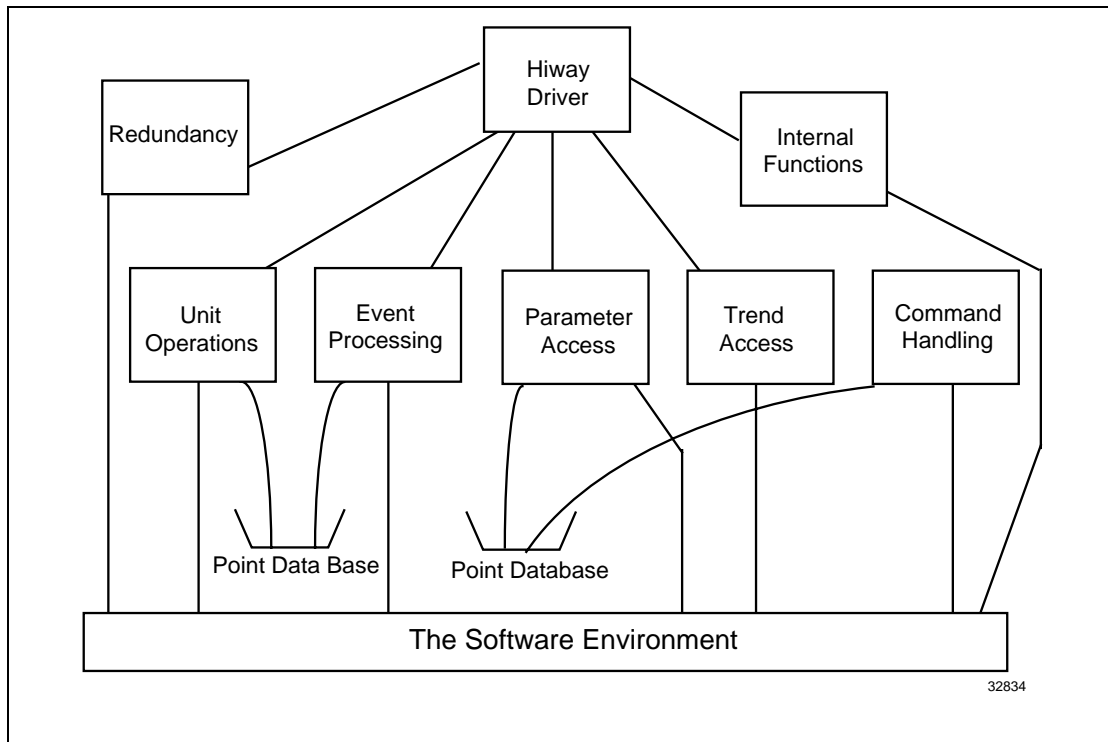 Hiway
Driver
Redundancy
Internal
Functions
Unit
Operations
Event
Processing
Parameter
Access
Trend
Access
Command
Handling
Point Data Base
Point Database
The Software Environment
32834